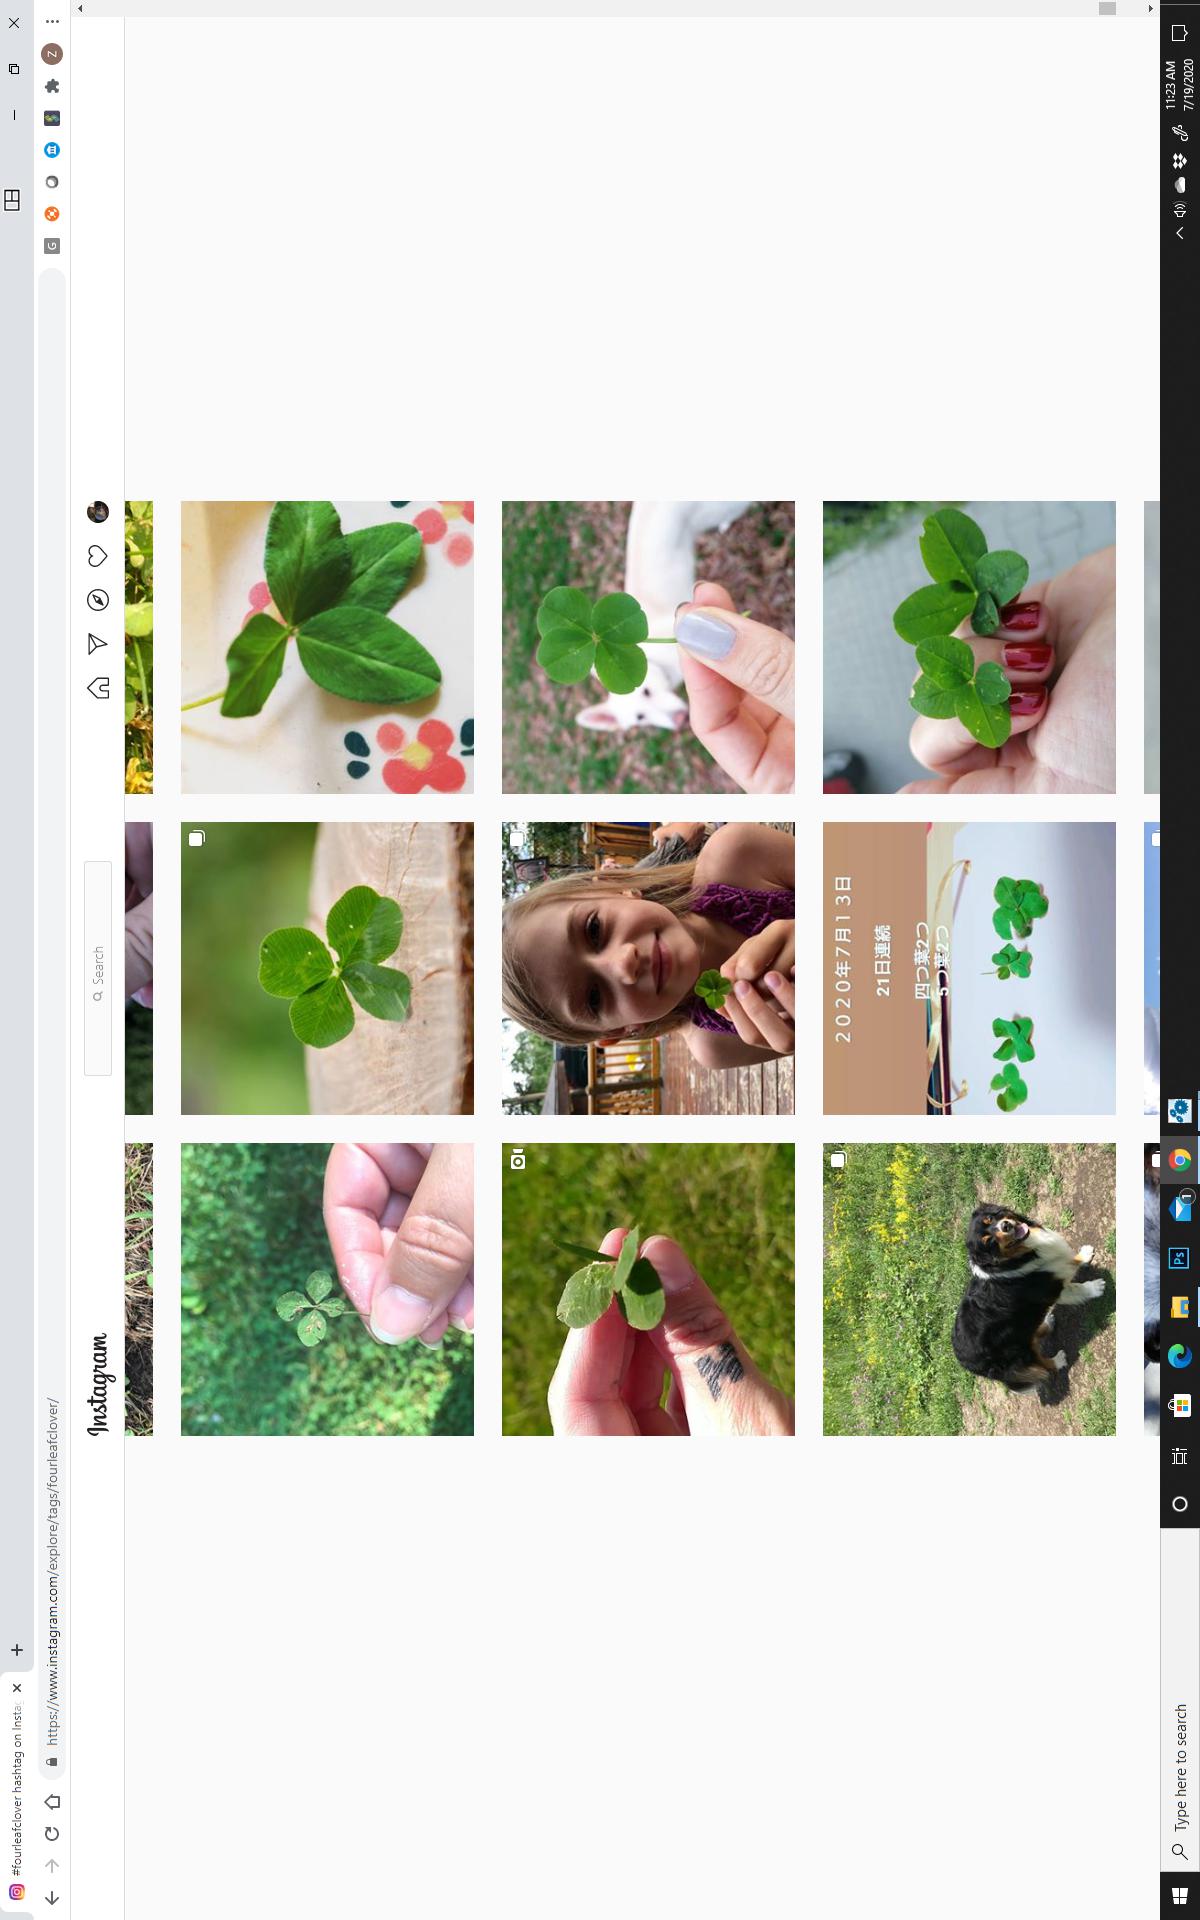 #fourleafclover hashtag on Insta
https://www.instagram.com/explore/tags/fourleafclover/
G
Z
Instagram
Search
2020年7月13日
21日連続
四つ葉2つ
5つ葉2つ
Type here to search
Ps
1
11:23 AM
7/19/2020